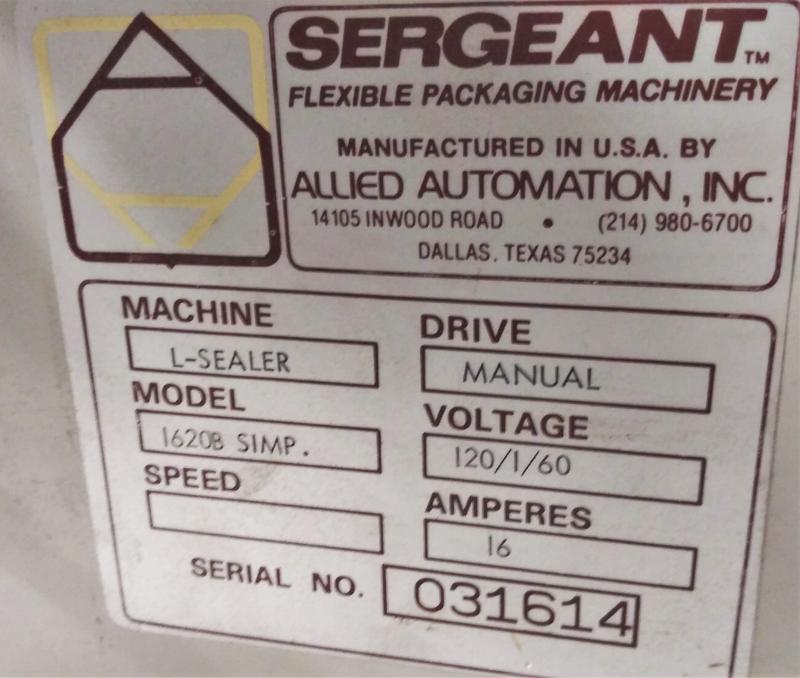 SERGEANT™
FLEXIBLE PACKAGING MACHINERY
MANUFACTURED IN U.S.A. BY
ALLIED AUTOMATION, INC.
14105 INWOOD ROAD • (214) 980-6700
DALLAS, TEXAS 75234
MACHINE
L-SEALER
DRIVE
MANUAL
MODEL
1620B SIMP.
VOLTAGE
120/1/60
SPEED
AMPERES
16
SERIAL NO. 031614